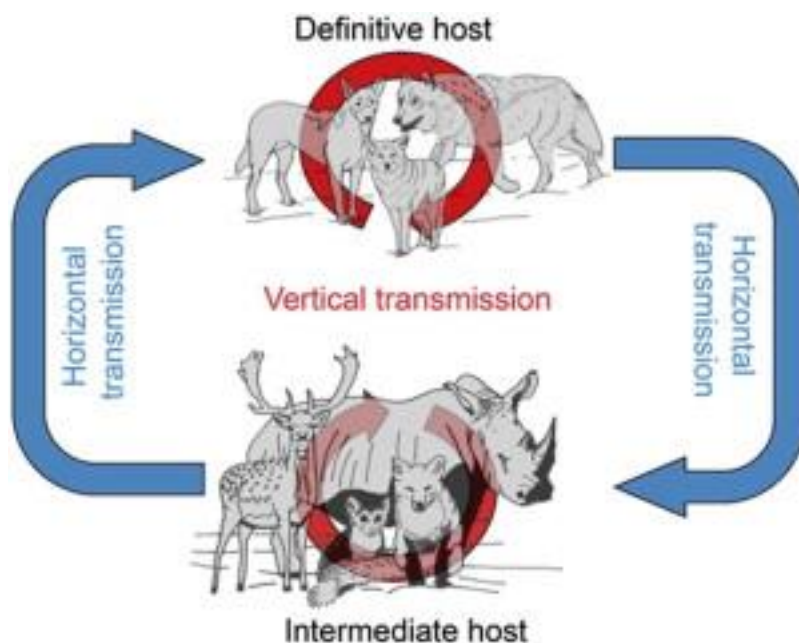 Definitive host
Horizontal
transmission
Horizontal
transmission
Vertical transmission
Intermediate host